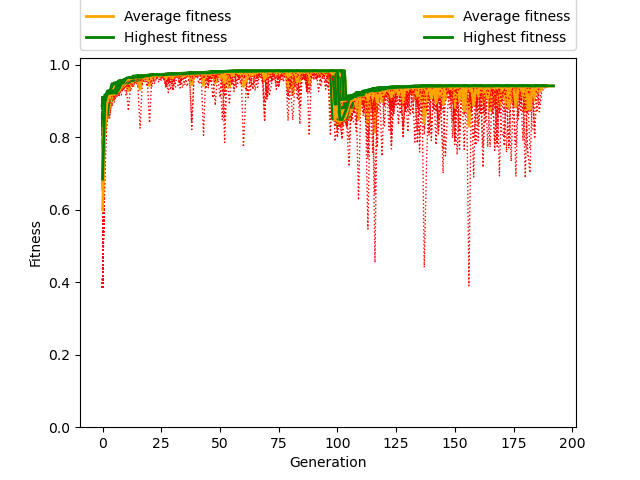 Average fitness Average fitness
Highest fitness Highest fitness
1.0
0.8
0.6
0.4
0.2
0.0
Fitness
0 25 50 75 100 125 150 175 200
Generation